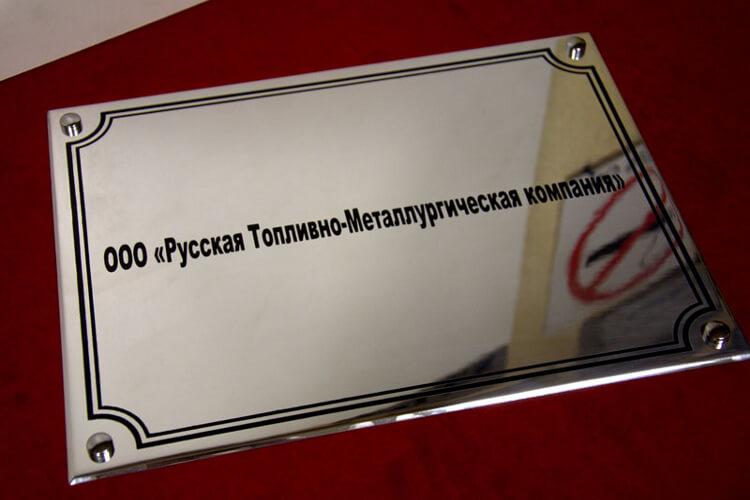 ООО «Русская Топливно-Металлургическая компания»